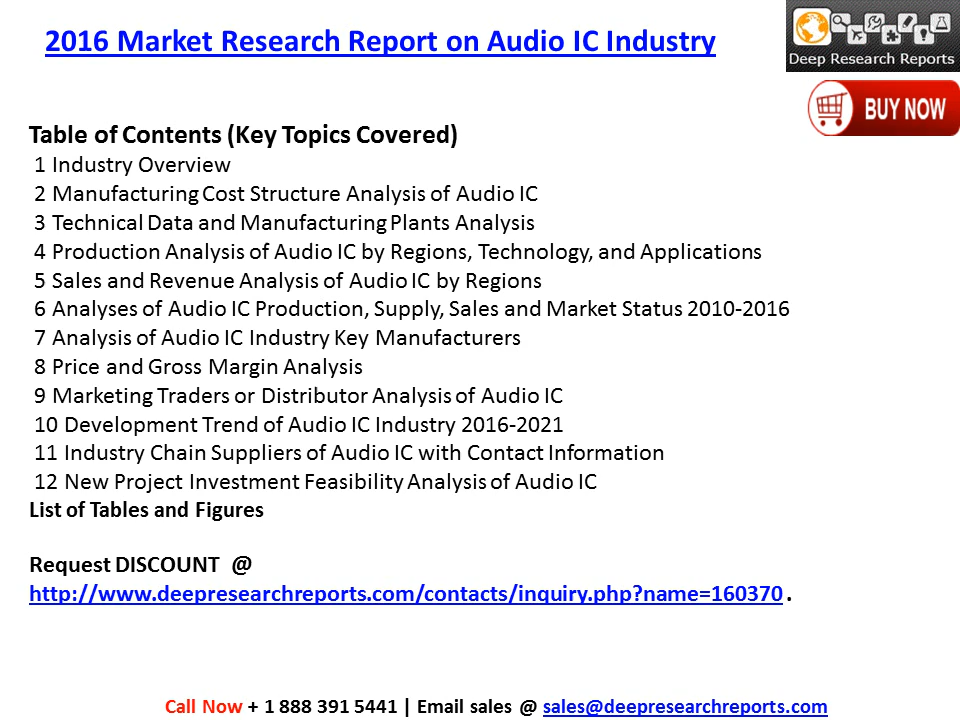 2016 Market Research Report on Audio IC Industry
Deep Research Reports
BUY NOW
Table of Contents (Key Topics Covered)
1 Industry Overview
2 Manufacturing Cost Structure Analysis of Audio IC
3 Technical Data and Manufacturing Plants Analysis
4 Production Analysis of Audio IC by Regions, Technology, and Applications
5 Sales and Revenue Analysis of Audio IC by Regions
6 Analyses of Audio IC Production, Supply, Sales and Market Status 2010-2016
7 Analysis of Audio IC Industry Key Manufacturers
8 Price and Gross Margin Analysis
9 Marketing Traders or Distributor Analysis of Audio IC
10 Development Trend of Audio IC Industry 2016-2021
11 Industry Chain Suppliers of Audio IC with Contact Information
12 New Project Investment Feasibility Analysis of Audio IC
List of Tables and Figures
Request DISCOUNT @
http://www.deepresearchreports.com/contacts/inquiry.php?name=160370 .
Call Now + 1 888 391 5441 | Email sales @ sales@deepresearchreports.com